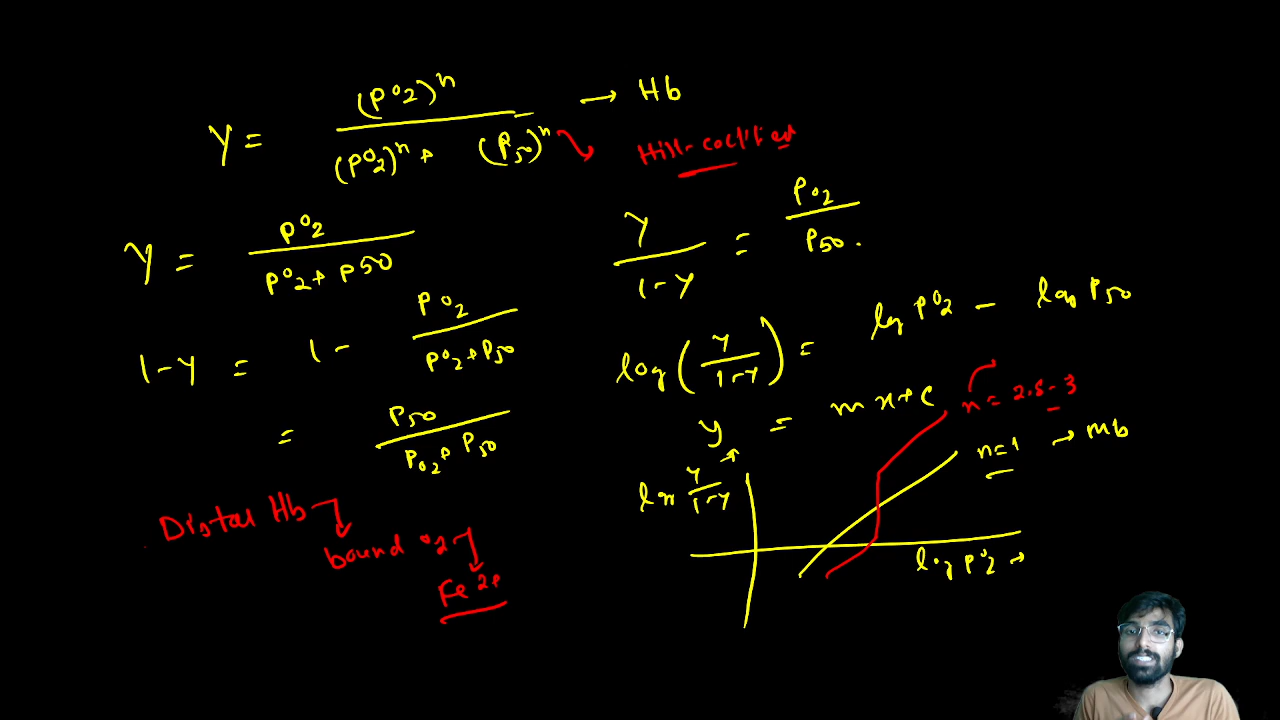 Y = (PO2)^n / ((PO2)^n + (P50)^n) → Hb
Hill-coefficient
Y = PO2 / (PO2 + P50)
1-Y = 1 - PO2 / (PO2 + P50)
= P50 / (PO2 + P50)
Distal Hb
bound O2
Fe2+
Y / (1-Y) = PO2 / P50.
log (Y / (1-Y)) = log PO2 - log P50
y = mx + c
n = 2.8-3
n=1 → Mb
ln Y / (1-Y)
log PO2 →